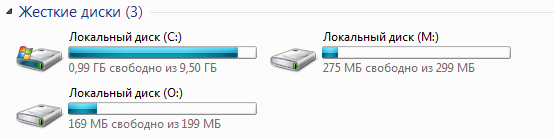 Жесткие диски (3)
Локальный диск (C:)
0,99 ГБ свободно из 9,50 ГБ
Локальный диск (M:)
275 МБ свободно из 299 МБ
Локальный диск (O:)
169 МБ свободно из 199 МБ